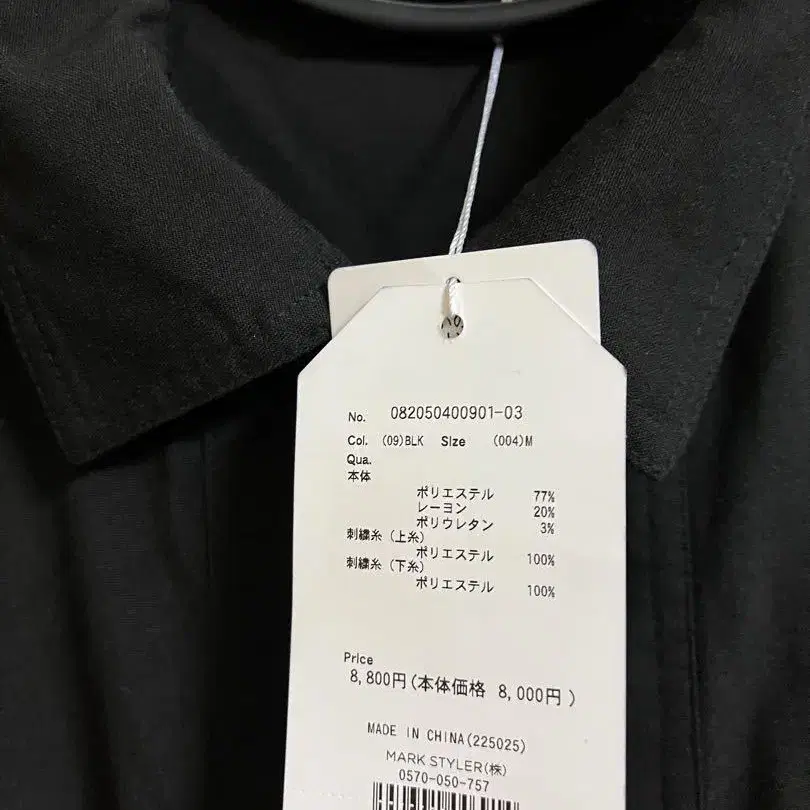 No. 082050400901-03
Col. (09)BLK Size (004)M
Qua.
本体
ポリエステル 77%
レーヨン 20%
ポリウレタン 3%
刺繍糸(上糸)
ポリエステル 100%
刺繍糸(下糸)
ポリエステル 100%
Price
8,800円(本体価格 8,000円)
MADE IN CHINA(225025)
MARK STYLER(株)
0570-050-757